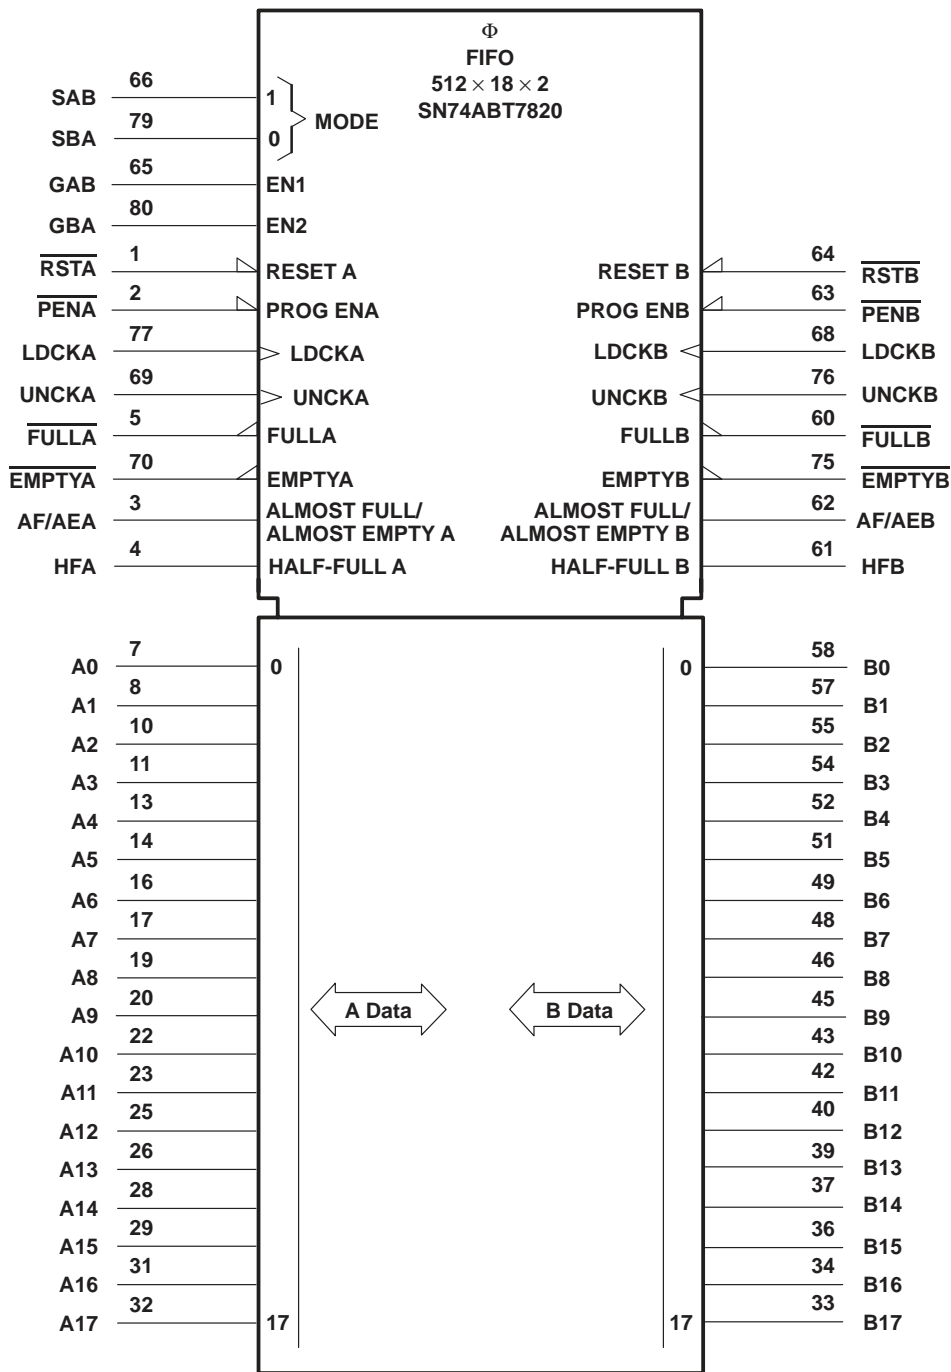 Φ
FIFO
512 × 18 × 2
SN74ABT7820
SAB 66 1
MODE
SBA 79 0
GAB 65 EN1
GBA 80 EN2
RSTA 1 RESET A RESET B 64 RSTB
PENA 2 PROG ENA PROG ENB 63 PENB
LDCKA 77 LDCKA LDCKB 68 LDCKB
UNCKA 69 UNCKA UNCKB 76 UNCKB
FULLA 5 FULLA FULLB 60 FULLB
EMPTYA 70 EMPTYA EMPTYB 75 EMPTYB
AF/AEA 3 ALMOST FULL/ ALMOST FULL/ 62 AF/AEB
ALMOST EMPTY A ALMOST EMPTY B
HFA 4 HALF-FULL A HALF-FULL B 61 HFB
A0 7 0 0 58 B0
A1 8 57 B1
A2 10 55 B2
A3 11 54 B3
A4 13 52 B4
A5 14 51 B5
A6 16 49 B6
A7 17 48 B7
A8 19 46 B8
A9 20 A Data B Data 45 B9
A10 22 43 B10
A11 23 42 B11
A12 25 40 B12
A13 26 39 B13
A14 28 37 B14
A15 29 36 B15
A16 31 34 B16
A17 32 17 17 33 B17